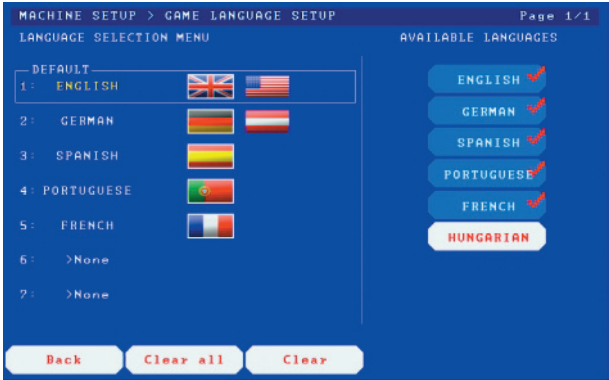 MACHINE SETUP > GAME LANGUAGE SETUP Page 1/1
LANGUAGE SELECTION MENU
DEFAULT
1: ENGLISH
2: GERMAN
3: SPANISH
4: PORTUGUESE
5: FRENCH
6: >None
7: >None
AVAILABLE LANGUAGES
ENGLISH
GERMAN
SPANISH
PORTUGUESE
FRENCH
HUNGARIAN
Back Clear all Clear